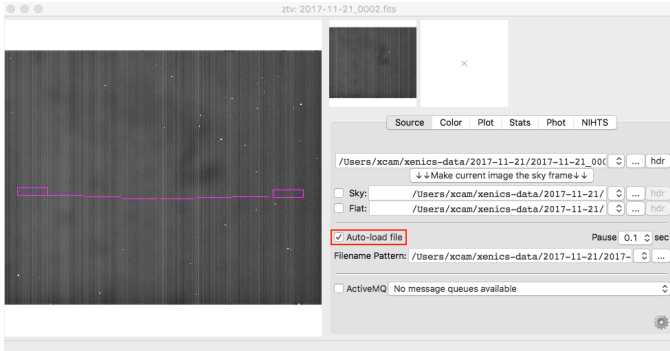 ztv: 2017-11-21_0002.fits
Source Color Plot Stats Phot NIHTS
/Users/xcam/xenics-data/2017-11-21/2017-11-21_00( ... hdr
↓↓Make current image the sky frame↓↓
Sky: /Users/xcam/xenics-data/2017-11-21/ ... hdr
Flat: /Users/xcam/xenics-data/2017-11-21/ ... hdr
Auto-load file Pause 0.1 sec
Filename Pattern: /Users/xcam/xenics-data/2017-11-21/2017- ...
ActiveMQ No message queues available